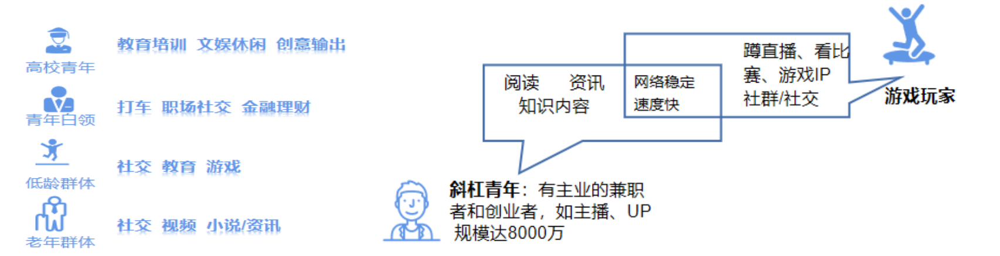 教育培训 文娱休闲 创意输出
高校青年
打车 职场社交 金融理财
青年白领
社交 教育 游戏
低龄群体
社交 视频 小说/资讯
老年群体
阅读 资讯
知识内容
网络稳定
速度快
蹲直播、看比
赛、游戏IP
社群/社交
游戏玩家
斜杠青年：有主业的兼职
者和创业者，如主播、UP
规模达8000万